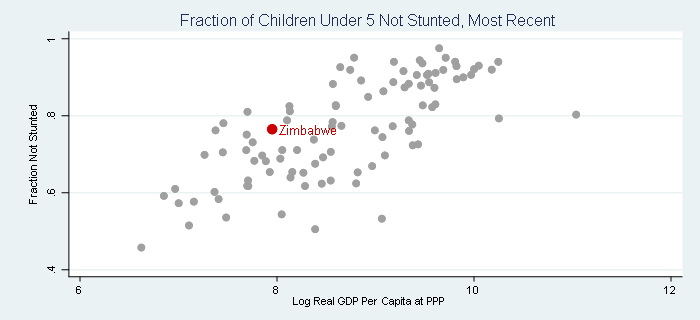 Fraction of Children Under 5 Not Stunted, Most Recent
1
.8
.6
.4
Fraction Not Stunted
Zimbabwe
6 8 10 12
Log Real GDP Per Capita at PPP